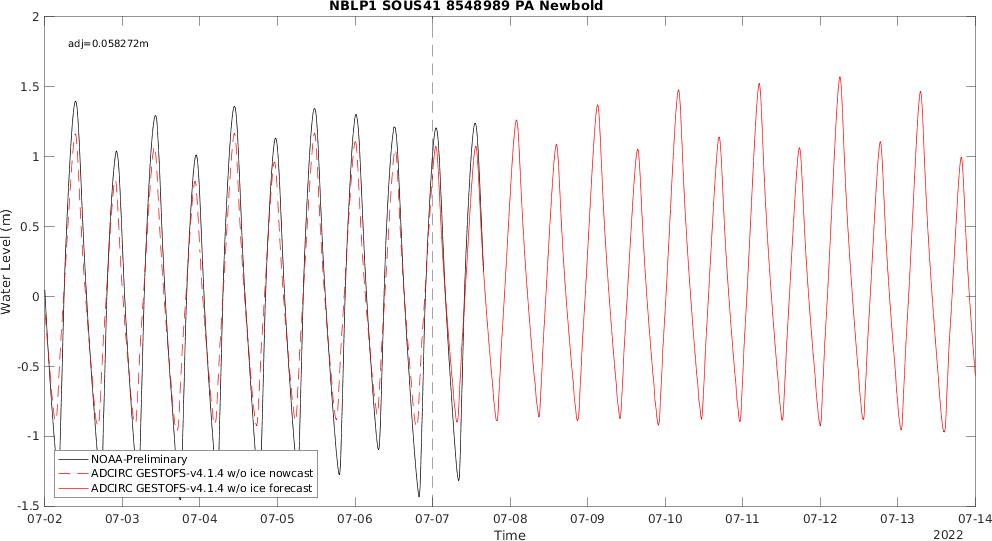 NBLP1 SOUS41 8548989 PA Newbold
adj=0.058272m
2
1.5
1
0.5
0
-0.5
-1
-1.5
Water Level (m)
NOAA-Preliminary
ADCIRC GESTOFS-v4.1.4 w/o ice nowcast
ADCIRC GESTOFS-v4.1.4 w/o ice forecast
07-02 07-03 07-04 07-05 07-06 07-07 07-08 07-09 07-10 07-11 07-12 07-13 07-14
Time
2022